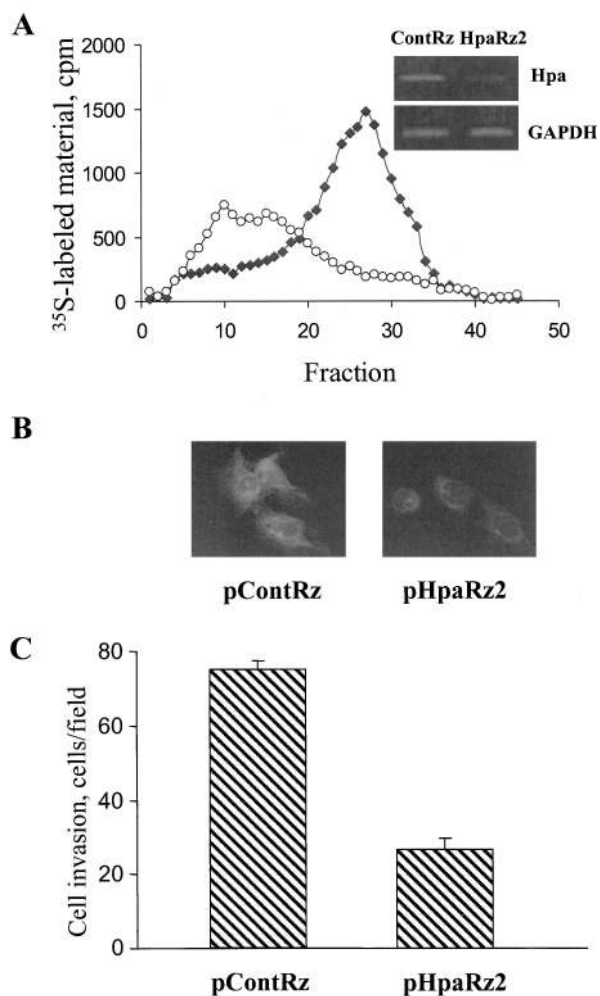 A
ContRz HpaRz2
Hpa
GAPDH
³⁵S-labeled material, cpm
2000
1500
1000
500
0
0 10 20 30 40 50
Fraction
B
pContRz pHpaRz2
C
Cell invasion, cells/field
80
60
40
20
0
pContRz pHpaRz2